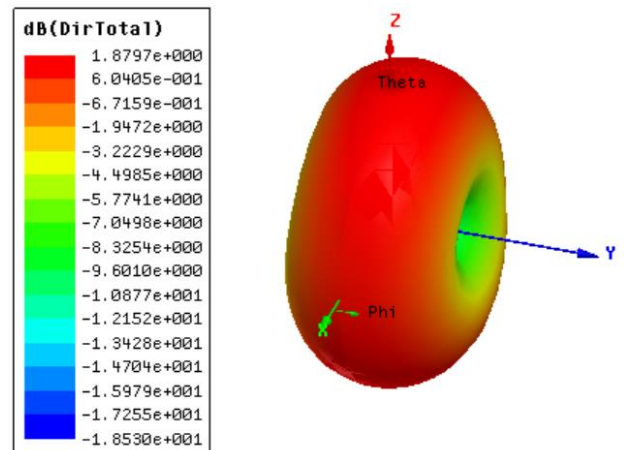 dB(DirTotal)
1.8797e+000
6.0405e-001
-6.7159e-001
-1.9472e+000
-3.2229e+000
-4.4985e+000
-5.7741e+000
-7.0498e+000
-8.3254e+000
-9.6010e+000
-1.0877e+001
-1.2152e+001
-1.3428e+001
-1.4704e+001
-1.5979e+001
-1.7255e+001
-1.8530e+001
Z
Theta
Y
Phi
X